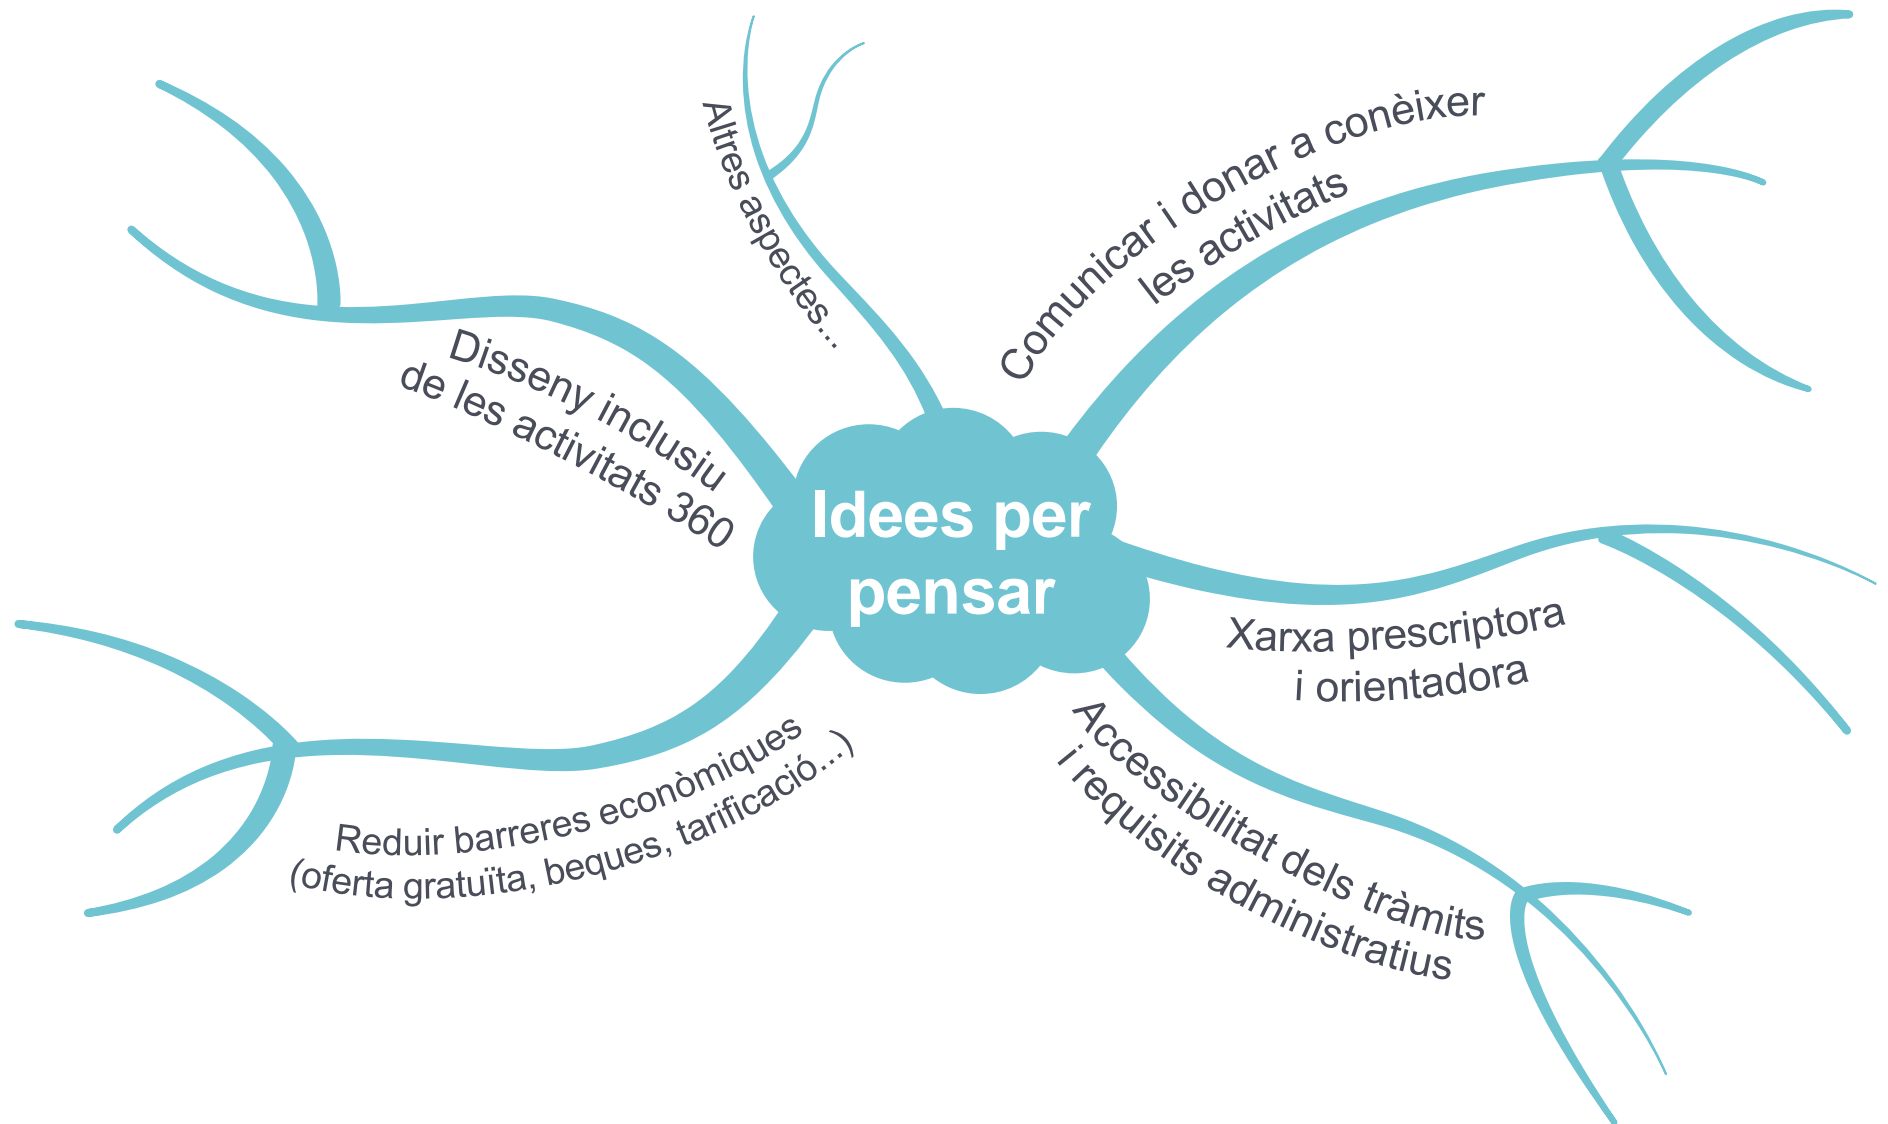 Idees per
pensar
Altres aspectes...
Comunicar i donar a conèixer
les activitats
Xarxa prescriptora
i orientadora
Accessibilitat dels tràmits
i requisits administratius
Reduir barreres econòmiques
(oferta gratuïta, beques, tarificació...)
Disseny inclusiu
de les activitats 360